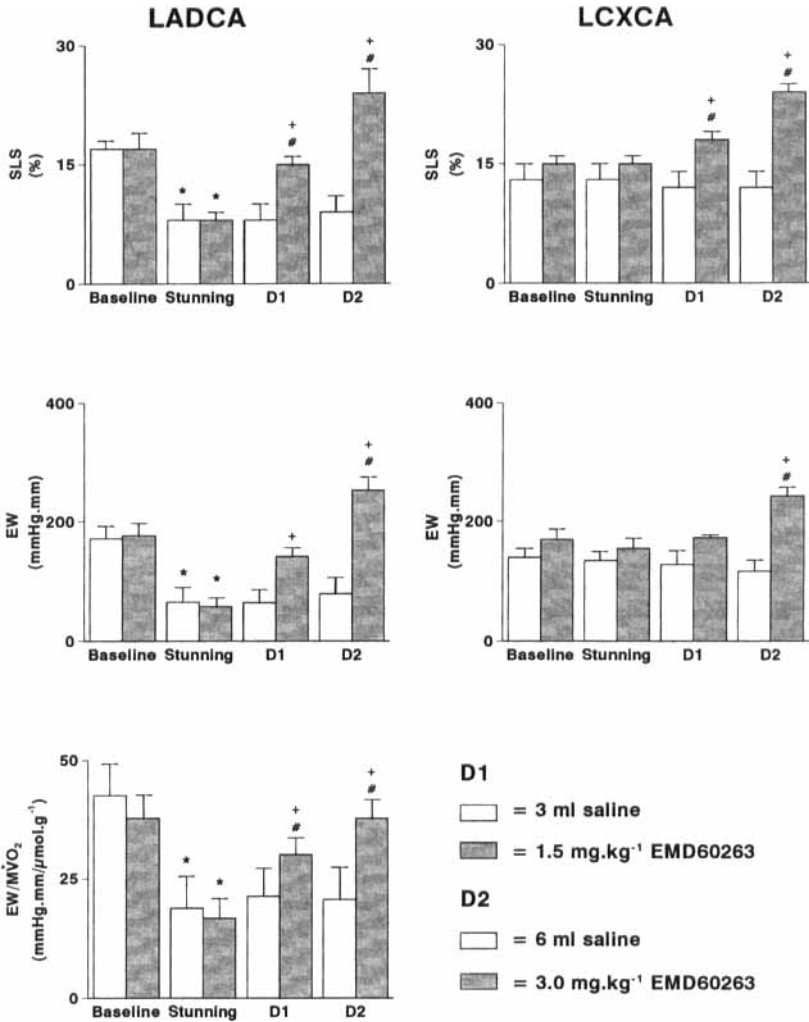 LADCA
LCXCA
30
15
0
SLS
(%)
+
#
+
#
*
*
Baseline Stunning D1 D2
30
15
0
SLS
(%)
+
#
+
#
Baseline Stunning D1 D2
400
200
0
EW
(mmHg.mm)
+
#
+
*
*
Baseline Stunning D1 D2
400
200
0
EW
(mmHg.mm)
+
#
Baseline Stunning D1 D2
50
25
0
EW/MV̇O₂
(mmHg.mm/µmol.g⁻¹)
+
#
+
#
*
*
Baseline Stunning D1 D2
D1
= 3 ml saline
= 1.5 mg.kg⁻¹ EMD60263
D2
= 6 ml saline
= 3.0 mg.kg⁻¹ EMD60263